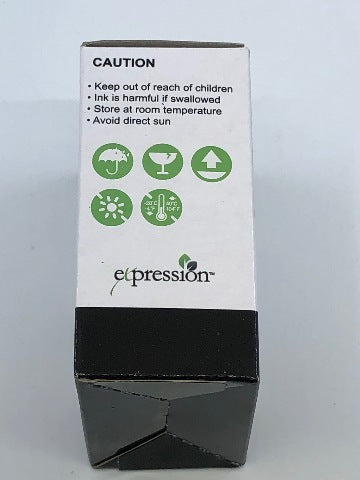 CAUTION
• Keep out of reach of children
• Ink is harmful if swallowed
• Store at room temperature
• Avoid direct sun
expression™